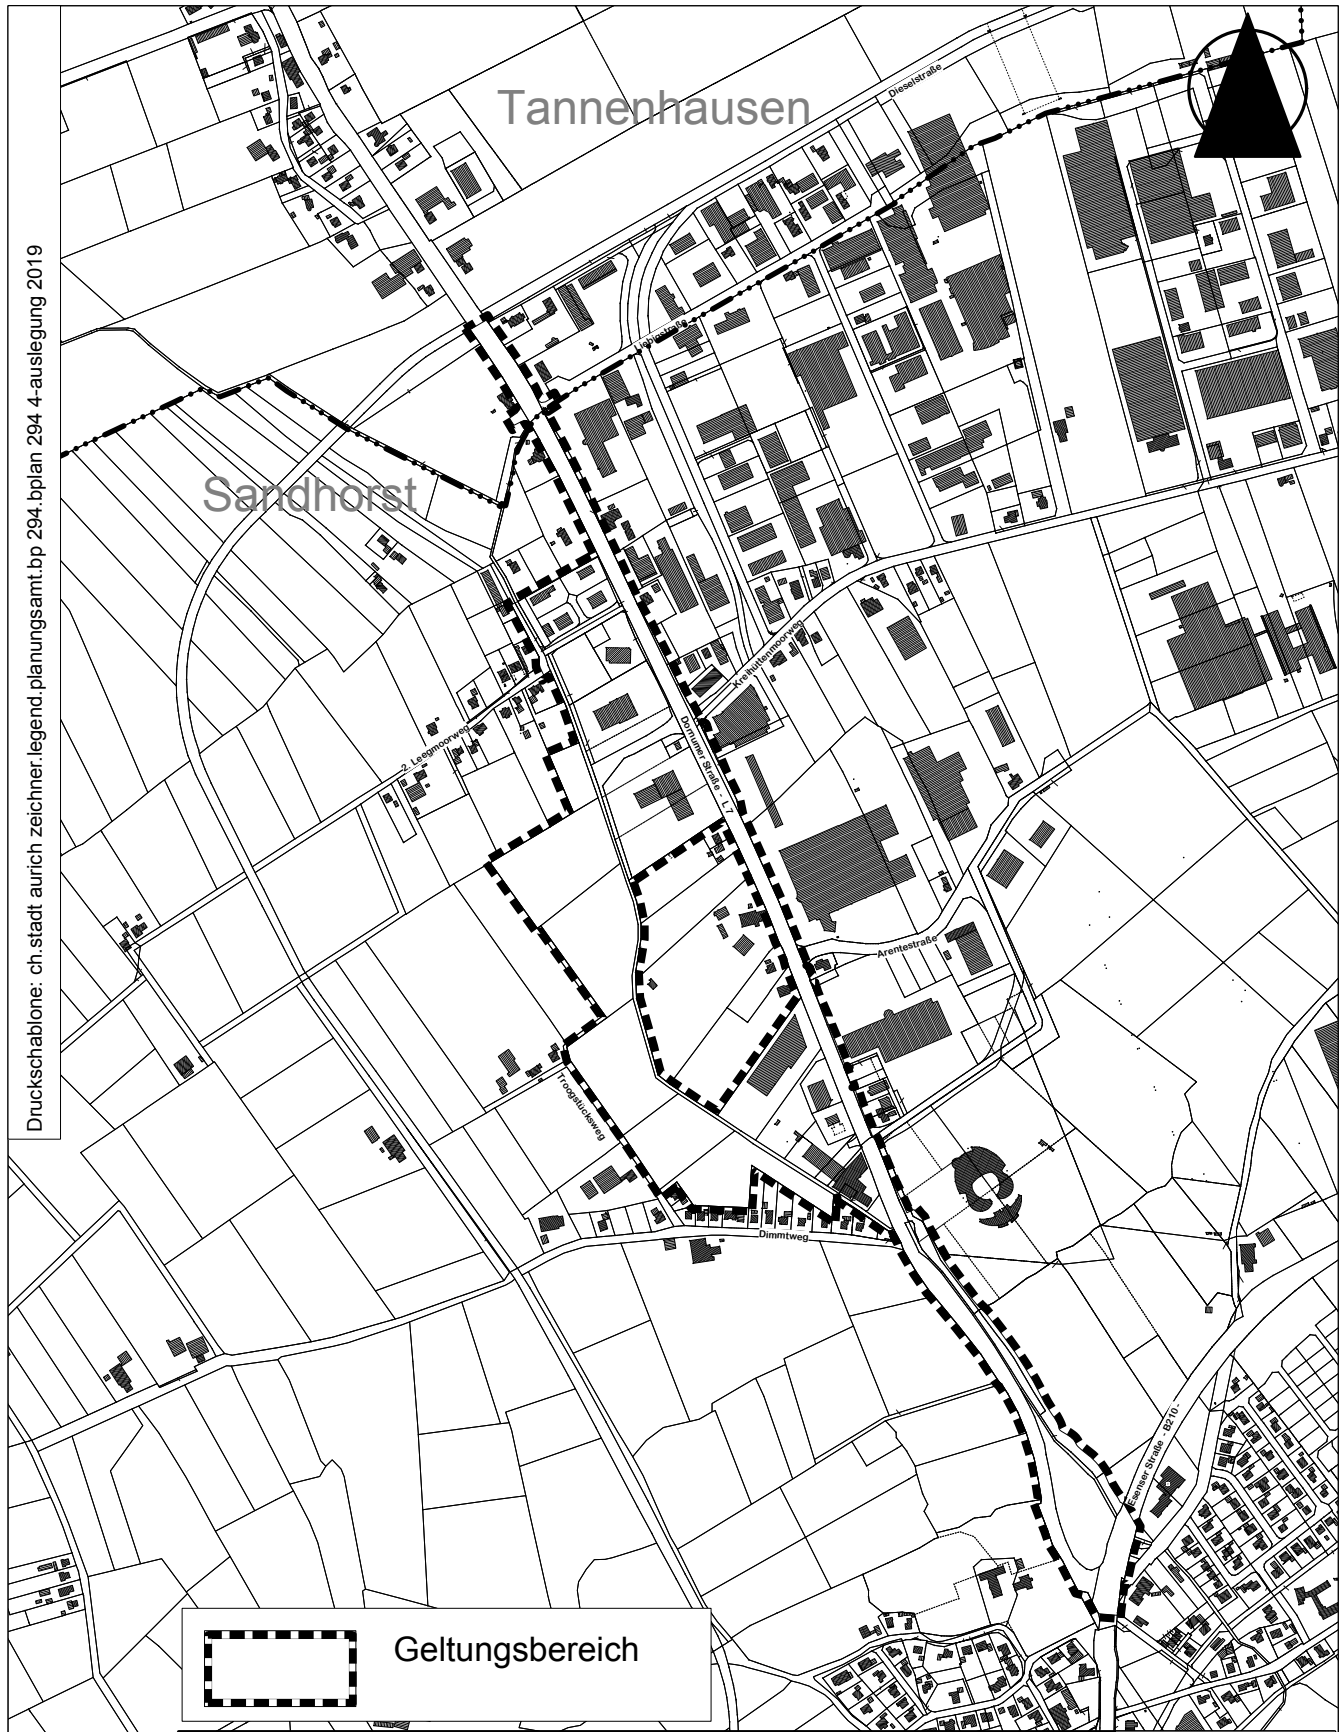 Druckschablone: ch.stadt aurich zeichner.legend.planungsamt.bp 294.bplan 294 4-auslegung 2019
Tannenhausen
Dieselstraße
Liebigstraße
Sandhorst
Kreihüttenmoorweg
Dornumer Straße - L 7
2. Leegmoorweg
Arentestraße
Troogstücksweg
Dimmtweg
Esenser Straße - B210-
Geltungsbereich